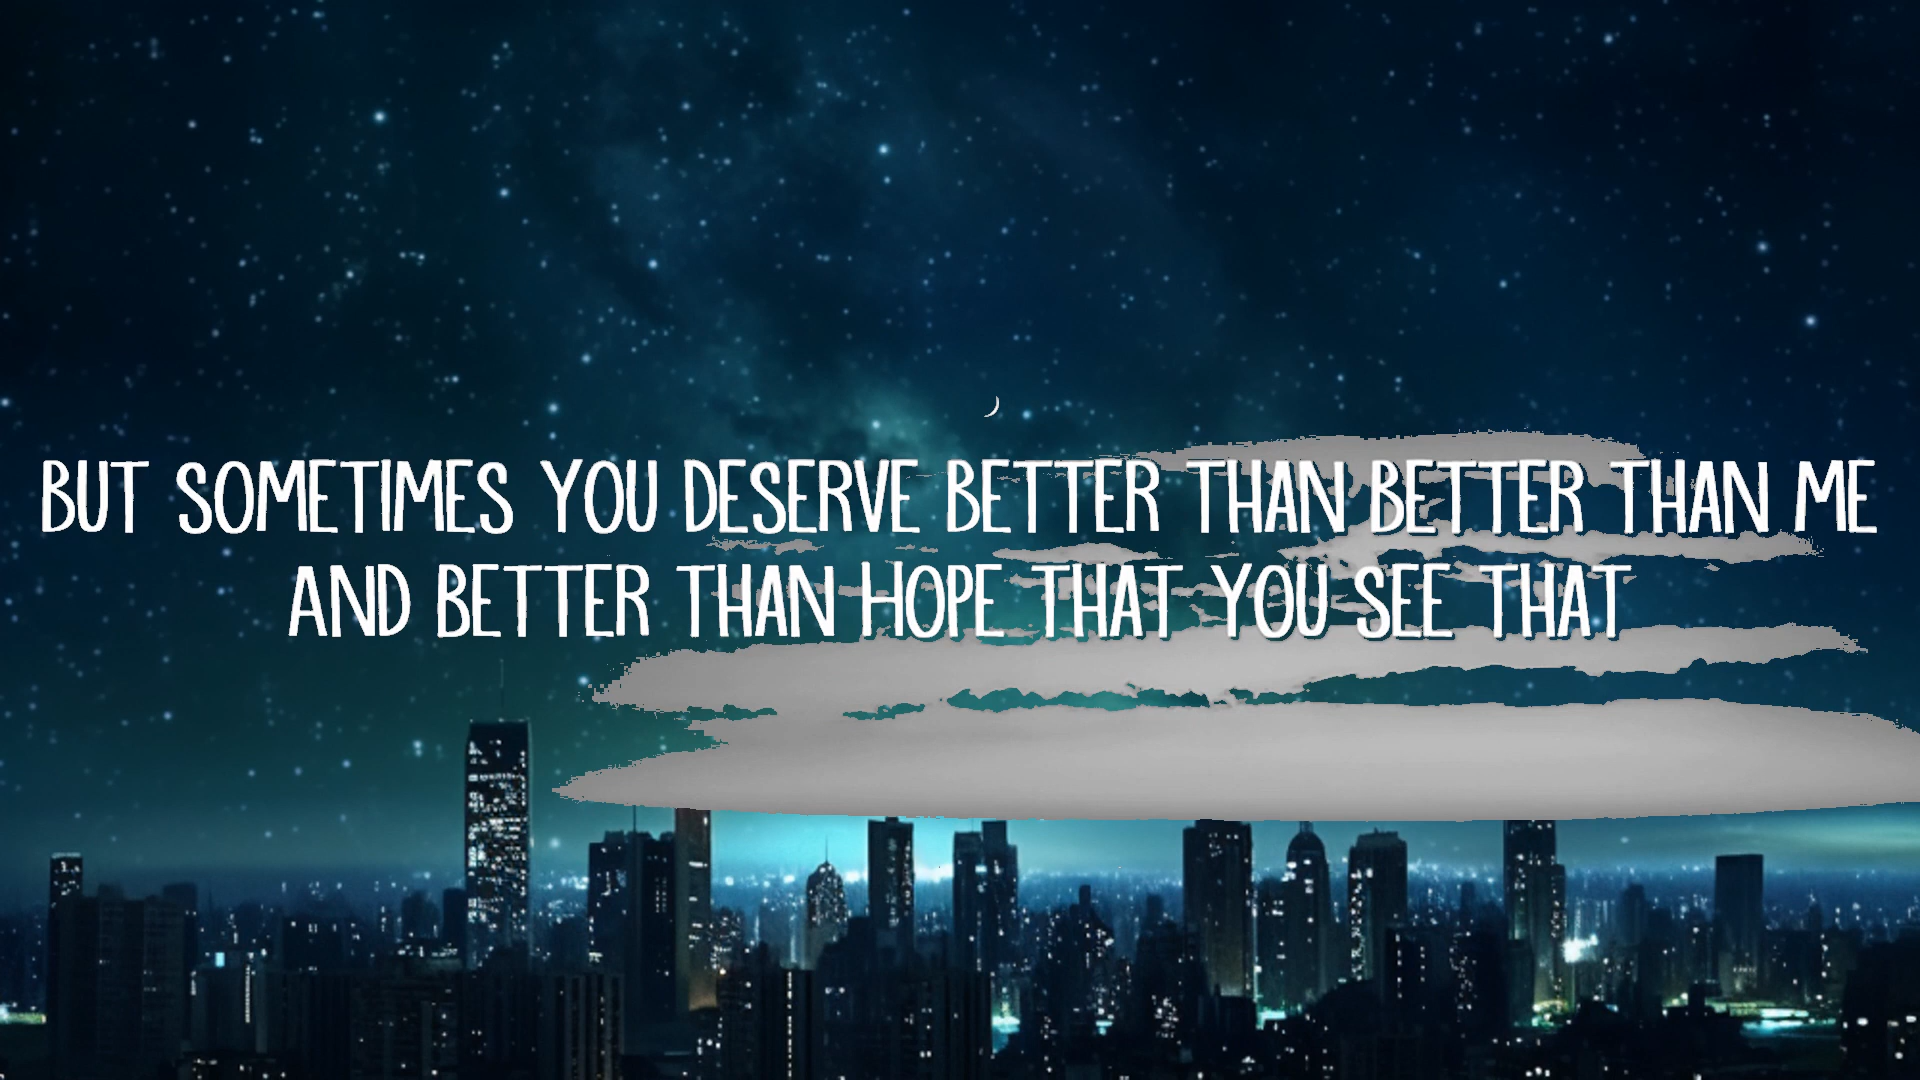 BUT SOMETIMES YOU DESERVE BETTER THAN BETTER THAN ME
AND BETTER THAN HOPE THAT YOU SEE THAT